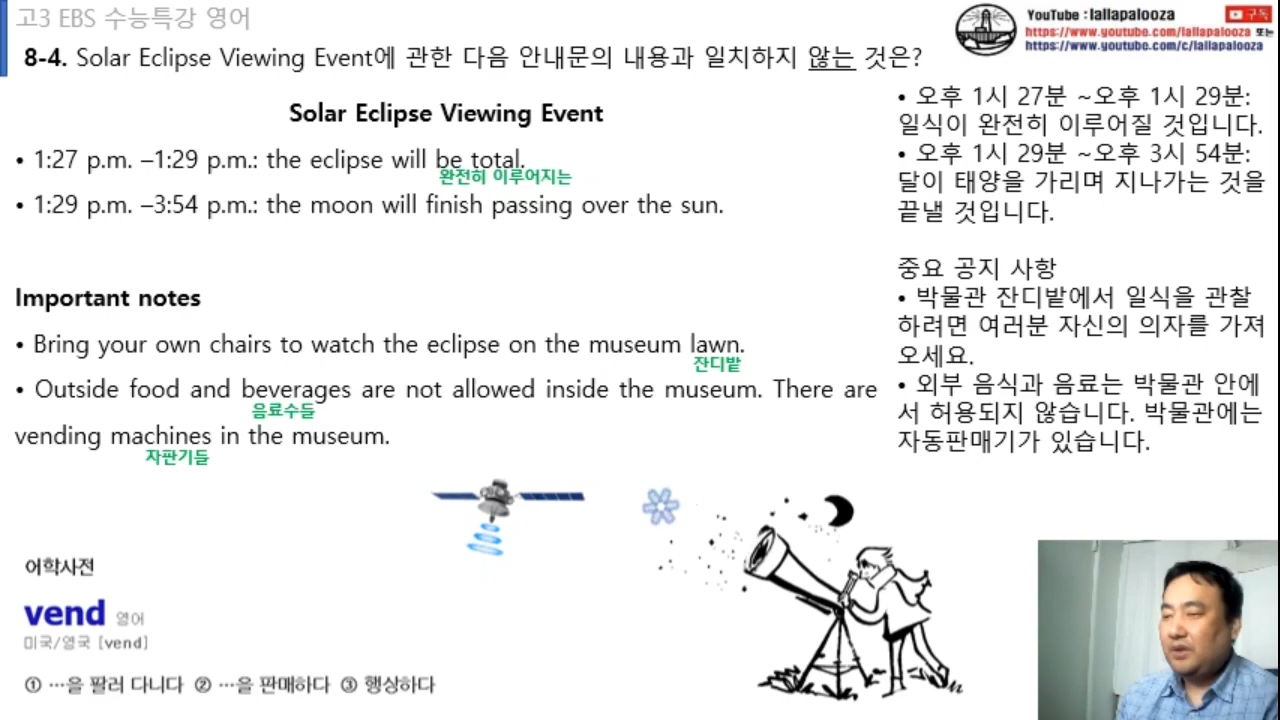 고3 EBS 수능특강 영어
YouTube : lallapalooza
구독
https://www.youtube.com/lallapalooza 또는
https://www.youtube.com/c/lallapalooza
8-4. Solar Eclipse Viewing Event에 관한 다음 안내문의 내용과 일치하지 않는 것은?
Solar Eclipse Viewing Event
• 1:27 p.m. –1:29 p.m.: the eclipse will be total.
완전히 이루어지는
• 1:29 p.m. –3:54 p.m.: the moon will finish passing over the sun.
Important notes
• Bring your own chairs to watch the eclipse on the museum lawn.
잔디밭
• Outside food and beverages are not allowed inside the museum. There are
음료수들
vending machines in the museum.
자판기들
• 오후 1시 27분 ~오후 1시 29분:
일식이 완전히 이루어질 것입니다.
• 오후 1시 29분 ~오후 3시 54분:
달이 태양을 가리며 지나가는 것을
끝낼 것입니다.
중요 공지 사항
• 박물관 잔디밭에서 일식을 관찰
하려면 여러분 자신의 의자를 가져
오세요.
• 외부 음식과 음료는 박물관 안에
서 허용되지 않습니다. 박물관에는
자동판매기가 있습니다.
어학사전
vend 영어
미국/영국 [vend]
① …을 팔러 다니다 ② …을 판매하다 ③ 행상하다